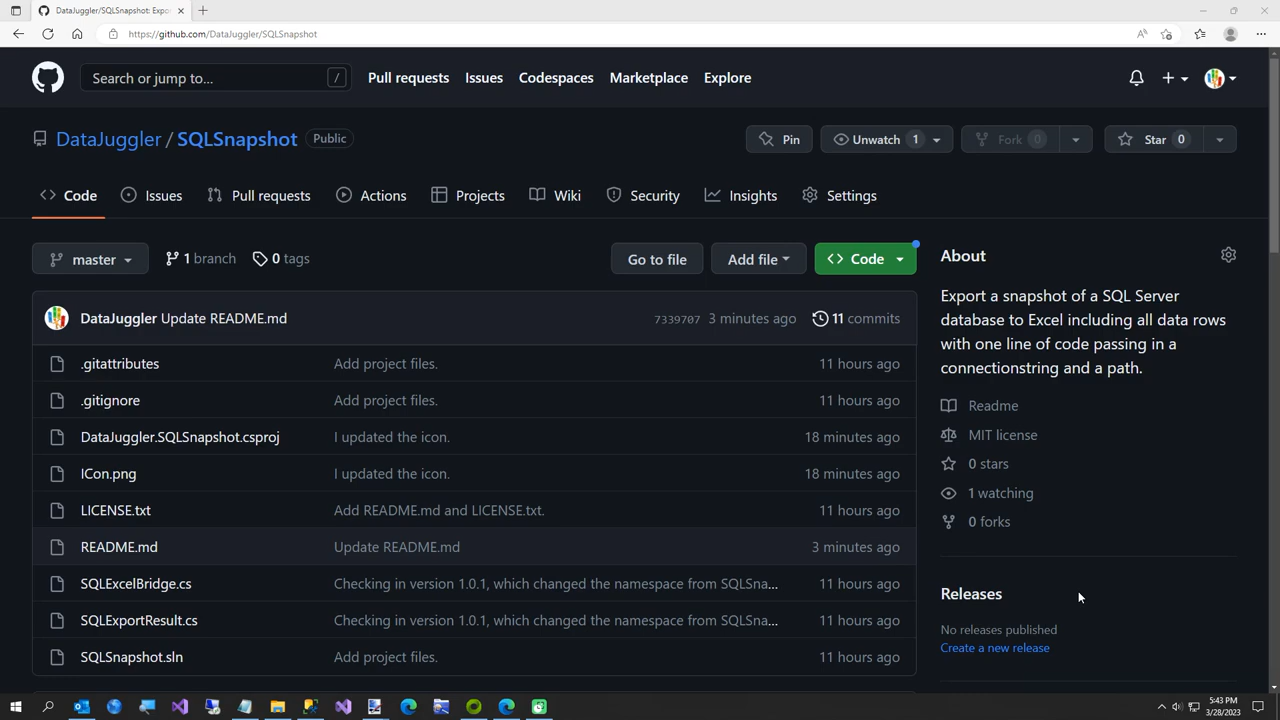 DataJuggler/SQLSnapshot: Expor
https://github.com/DataJuggler/SQLSnapshot
Search or jump to... /
Pull requests Issues Codespaces Marketplace Explore
DataJuggler / SQLSnapshot Public
Pin Unwatch 1 Fork 0 Star 0
Code Issues Pull requests Actions Projects Wiki Security Insights Settings
master 1 branch 0 tags Go to file Add file Code
DataJuggler Update README.md 7339707 3 minutes ago 11 commits
.gitattributes Add project files. 11 hours ago
.gitignore Add project files. 11 hours ago
DataJuggler.SQLSnapshot.csproj I updated the icon. 18 minutes ago
ICon.png I updated the icon. 18 minutes ago
LICENSE.txt Add README.md and LICENSE.txt. 11 hours ago
README.md Update README.md 3 minutes ago
SQLExcelBridge.cs Checking in version 1.0.1, which changed the namespace from SQLSna... 11 hours ago
SQLExportResult.cs Checking in version 1.0.1, which changed the namespace from SQLSna... 11 hours ago
SQLSnapshot.sln Add project files. 11 hours ago
About
Export a snapshot of a SQL Server
database to Excel including all data rows
with one line of code passing in a
connectionstring and a path.
Readme
MIT license
0 stars
1 watching
0 forks
Releases
No releases published
Create a new release
5:43 PM
3/28/2023